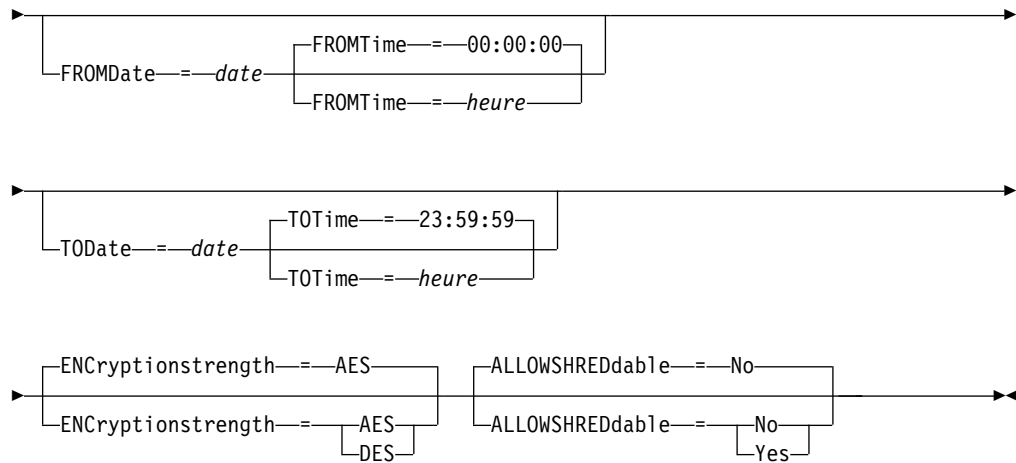 FROMTime = 00:00:00
FROMDate = date
FROMTime = heure
TOTime = 23:59:59
TODate = date
TOTime = heure
ENCryptionstrength = AES ALLOWSHREDdable = No
ENCryptionstrength = AES ALLOWSHREDdable = No
DES Yes